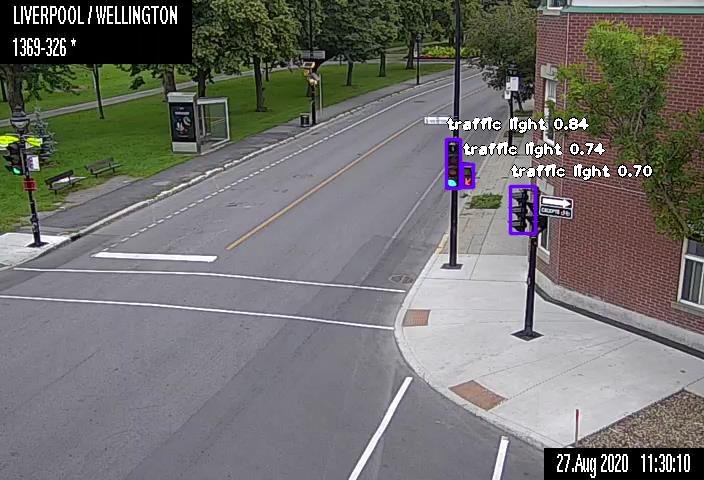 LIVERPOOL / WELLINGTON
1369-326 *
traffic light 0.84
traffic light 0.74
traffic light 0.70
27.Aug 2020 11:30:10